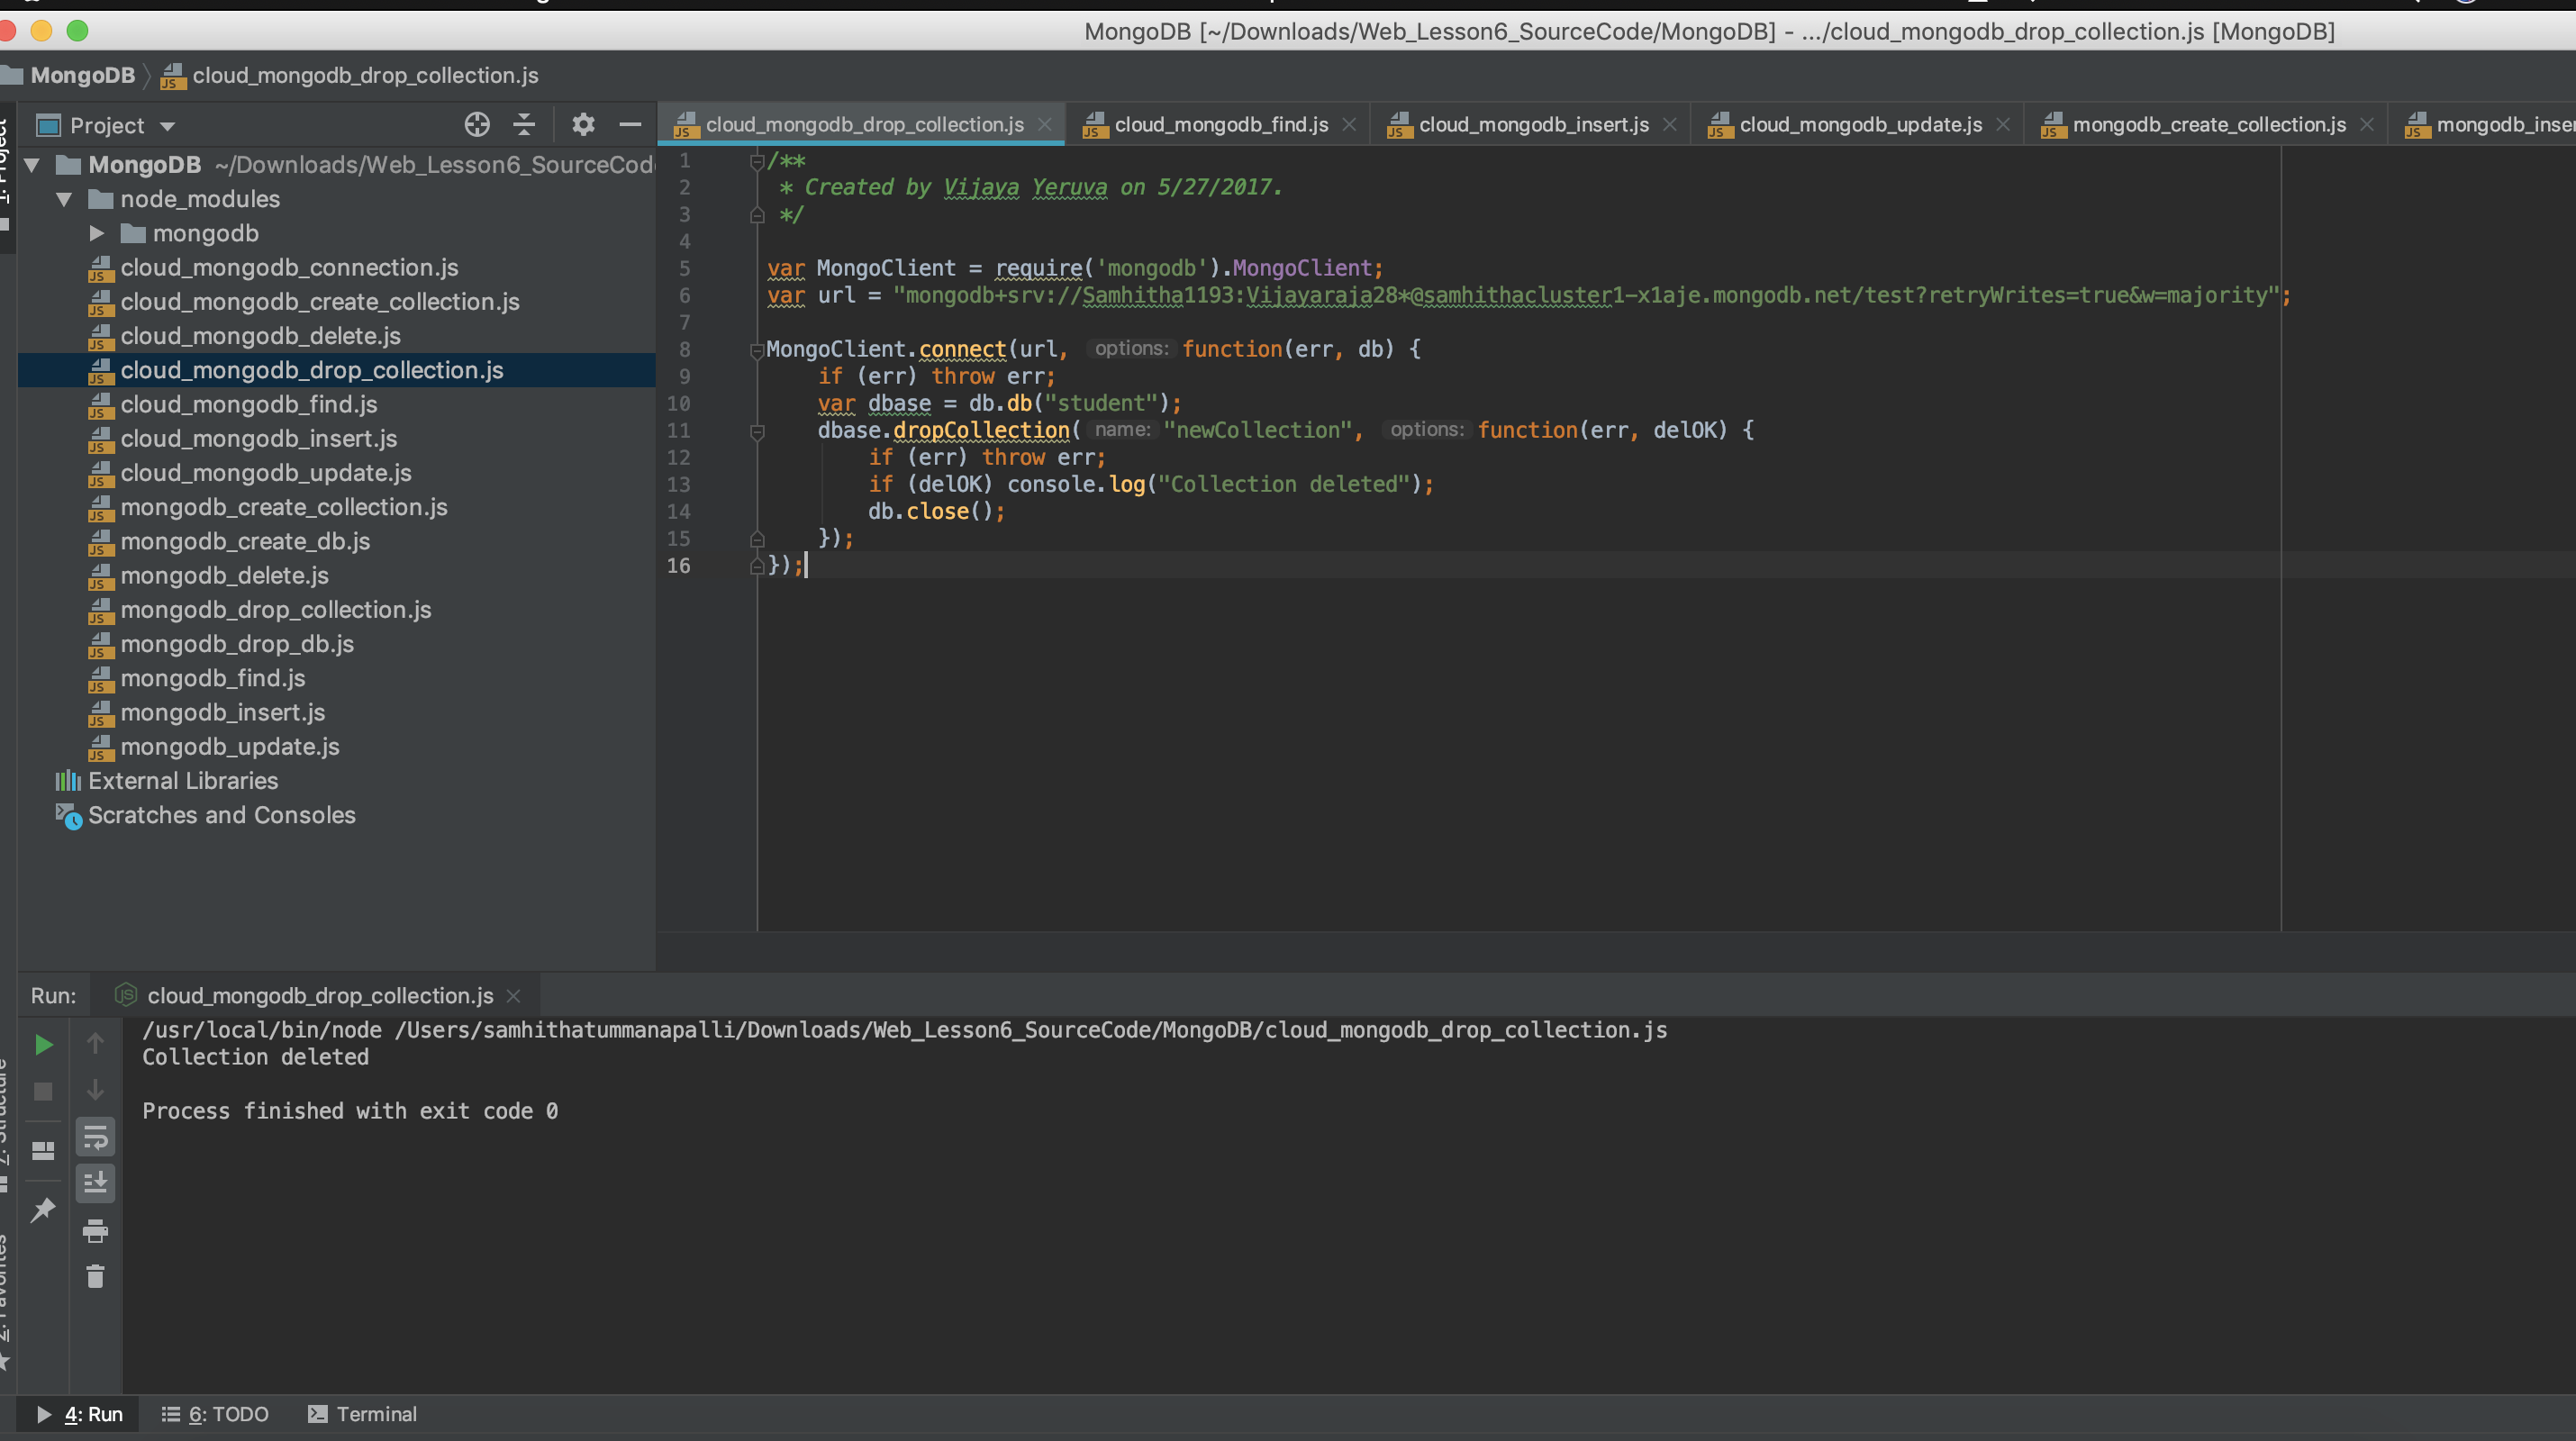 MongoDB [~/Downloads/Web_Lesson6_SourceCode/MongoDB] - .../cloud_mongodb_drop_collection.js [MongoDB]
MongoDB cloud_mongodb_drop_collection.js
Project
cloud_mongodb_drop_collection.js cloud_mongodb_find.js cloud_mongodb_insert.js cloud_mongodb_update.js mongodb_create_collection.js
MongoDB ~/Downloads/Web_Lesson6_SourceCode
node_modules
mongodb
cloud_mongodb_connection.js
cloud_mongodb_create_collection.js
cloud_mongodb_delete.js
cloud_mongodb_drop_collection.js
cloud_mongodb_find.js
cloud_mongodb_insert.js
cloud_mongodb_update.js
mongodb_create_collection.js
mongodb_create_db.js
mongodb_delete.js
mongodb_drop_collection.js
mongodb_drop_db.js
mongodb_find.js
mongodb_insert.js
mongodb_update.js
External Libraries
Scratches and Consoles
1 /**
2 * Created by Vijaya Yeruva on 5/27/2017.
3 */
4
5 var MongoClient = require('mongodb').MongoClient;
6 var url = "mongodb+srv://Samhitha1193:Vijayaraja28*@samhithacluster1-x1aje.mongodb.net/test?retryWrites=true&w=majority";
7
8 MongoClient.connect(url, options: function(err, db) {
9 if (err) throw err;
10 var dbase = db.db("student");
11 dbase.dropCollection( name: "newCollection", options: function(err, delOK) {
12 if (err) throw err;
13 if (delOK) console.log("Collection deleted");
14 db.close();
15 });
16 });
Run: cloud_mongodb_drop_collection.js
/usr/local/bin/node /Users/samhithatummanapalli/Downloads/Web_Lesson6_SourceCode/MongoDB/cloud_mongodb_drop_collection.js
Collection deleted
Process finished with exit code 0
4: Run 6: TODO Terminal